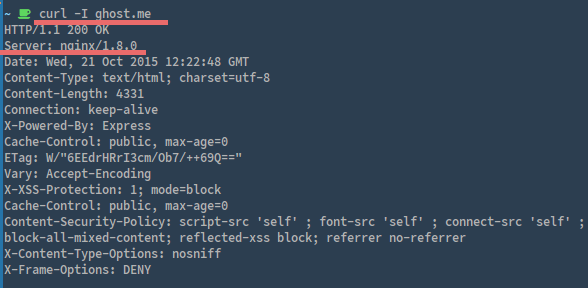 ~ curl -I ghost.me
HTTP/1.1 200 OK
Server: nginx/1.8.0
Date: Wed, 21 Oct 2015 12:22:48 GMT
Content-Type: text/html; charset=utf-8
Content-Length: 4331
Connection: keep-alive
X-Powered-By: Express
Cache-Control: public, max-age=0
ETag: W/"6EEdrHRrI3cm/Ob7/++69Q=="
Vary: Accept-Encoding
X-XSS-Protection: 1; mode=block
Cache-Control: public, max-age=0
Content-Security-Policy: script-src 'self' ; font-src 'self' ; connect-src 'self' ;
block-all-mixed-content; reflected-xss block; referrer no-referrer
X-Content-Type-Options: nosniff
X-Frame-Options: DENY